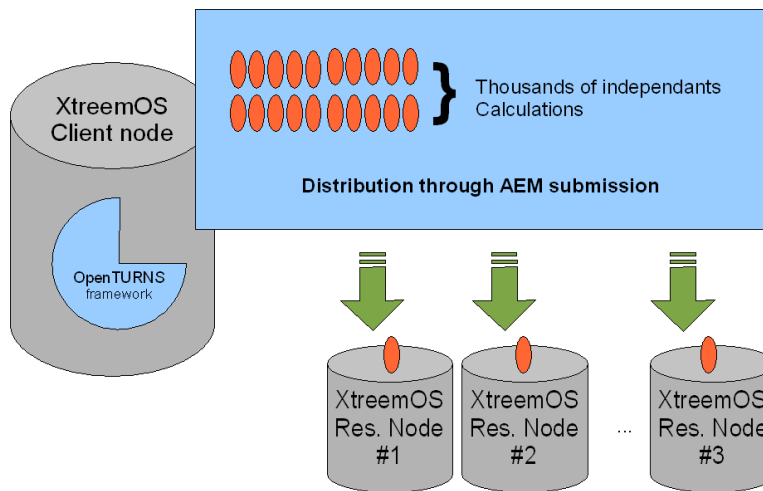 XtreemOS
Client node
OpenTURNS
framework
}
Thousands of independants
Calculations
Distribution through AEM submission
XtreemOS
Res. Node
#1
XtreemOS
Res. Node
#2
...
XtreemOS
Res. Node
#3